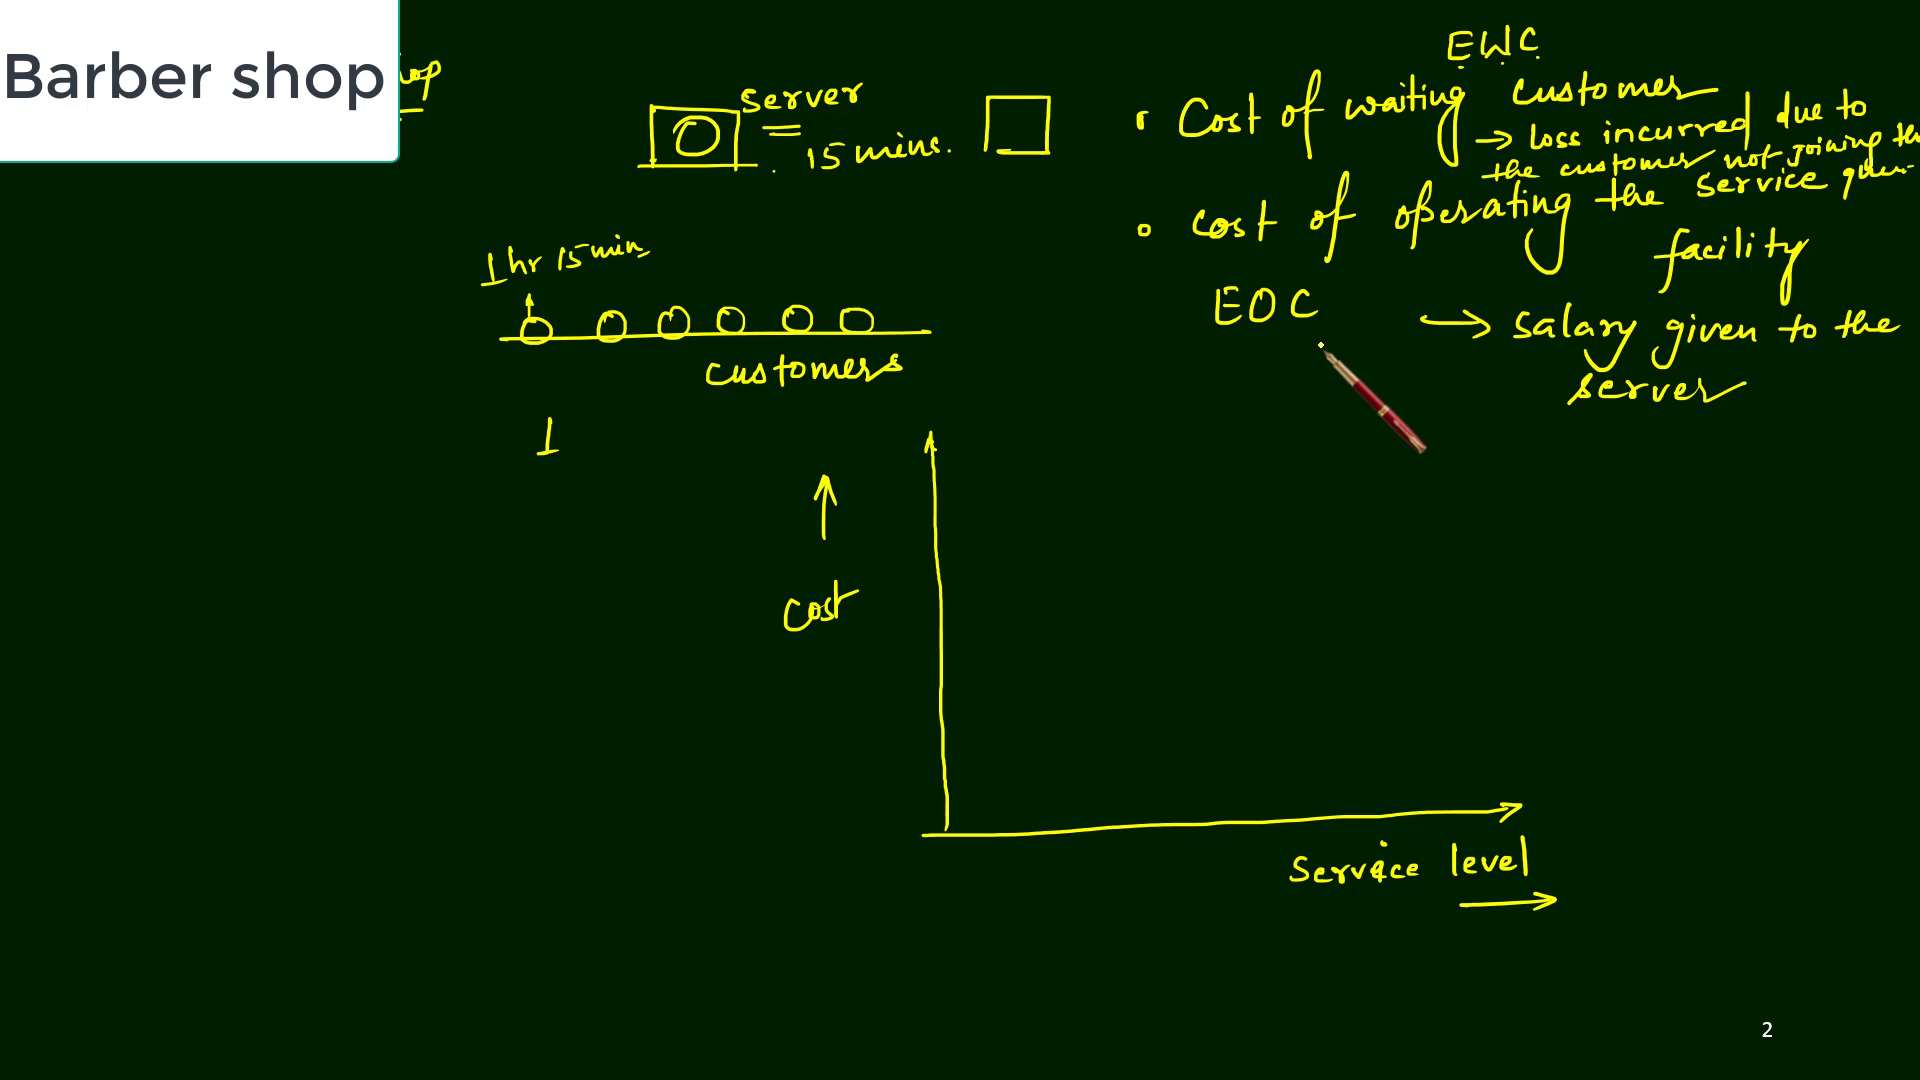 Barber shop
server
15 mins.
1 hr 15 min
customers
1
EWC
Cost of waiting customer
→ loss incurred due to
the customer not joining the
service
cost of operating the
facility
EOC
→ salary given to the
server
cost
Service level
2